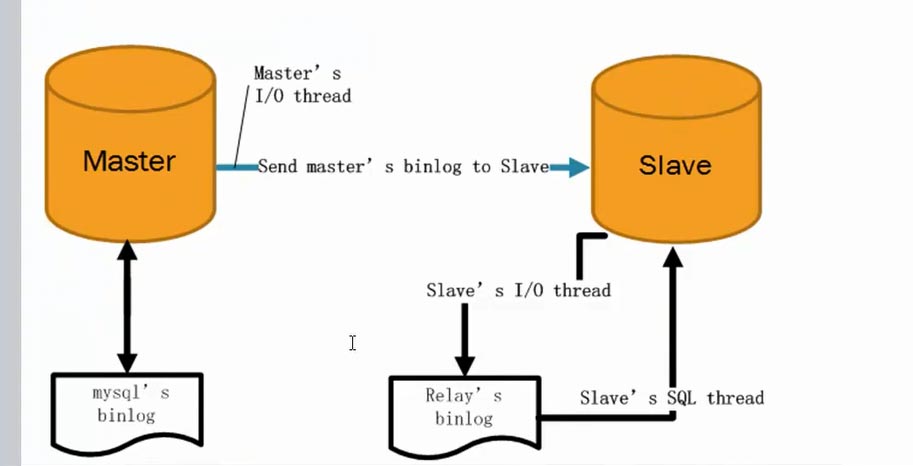 Master’s
I/O thread
Master
Send master’s binlog to Slave
Slave
Slave’s I/O thread
mysql’s
binlog
Relay’s
binlog
Slave’s SQL thread